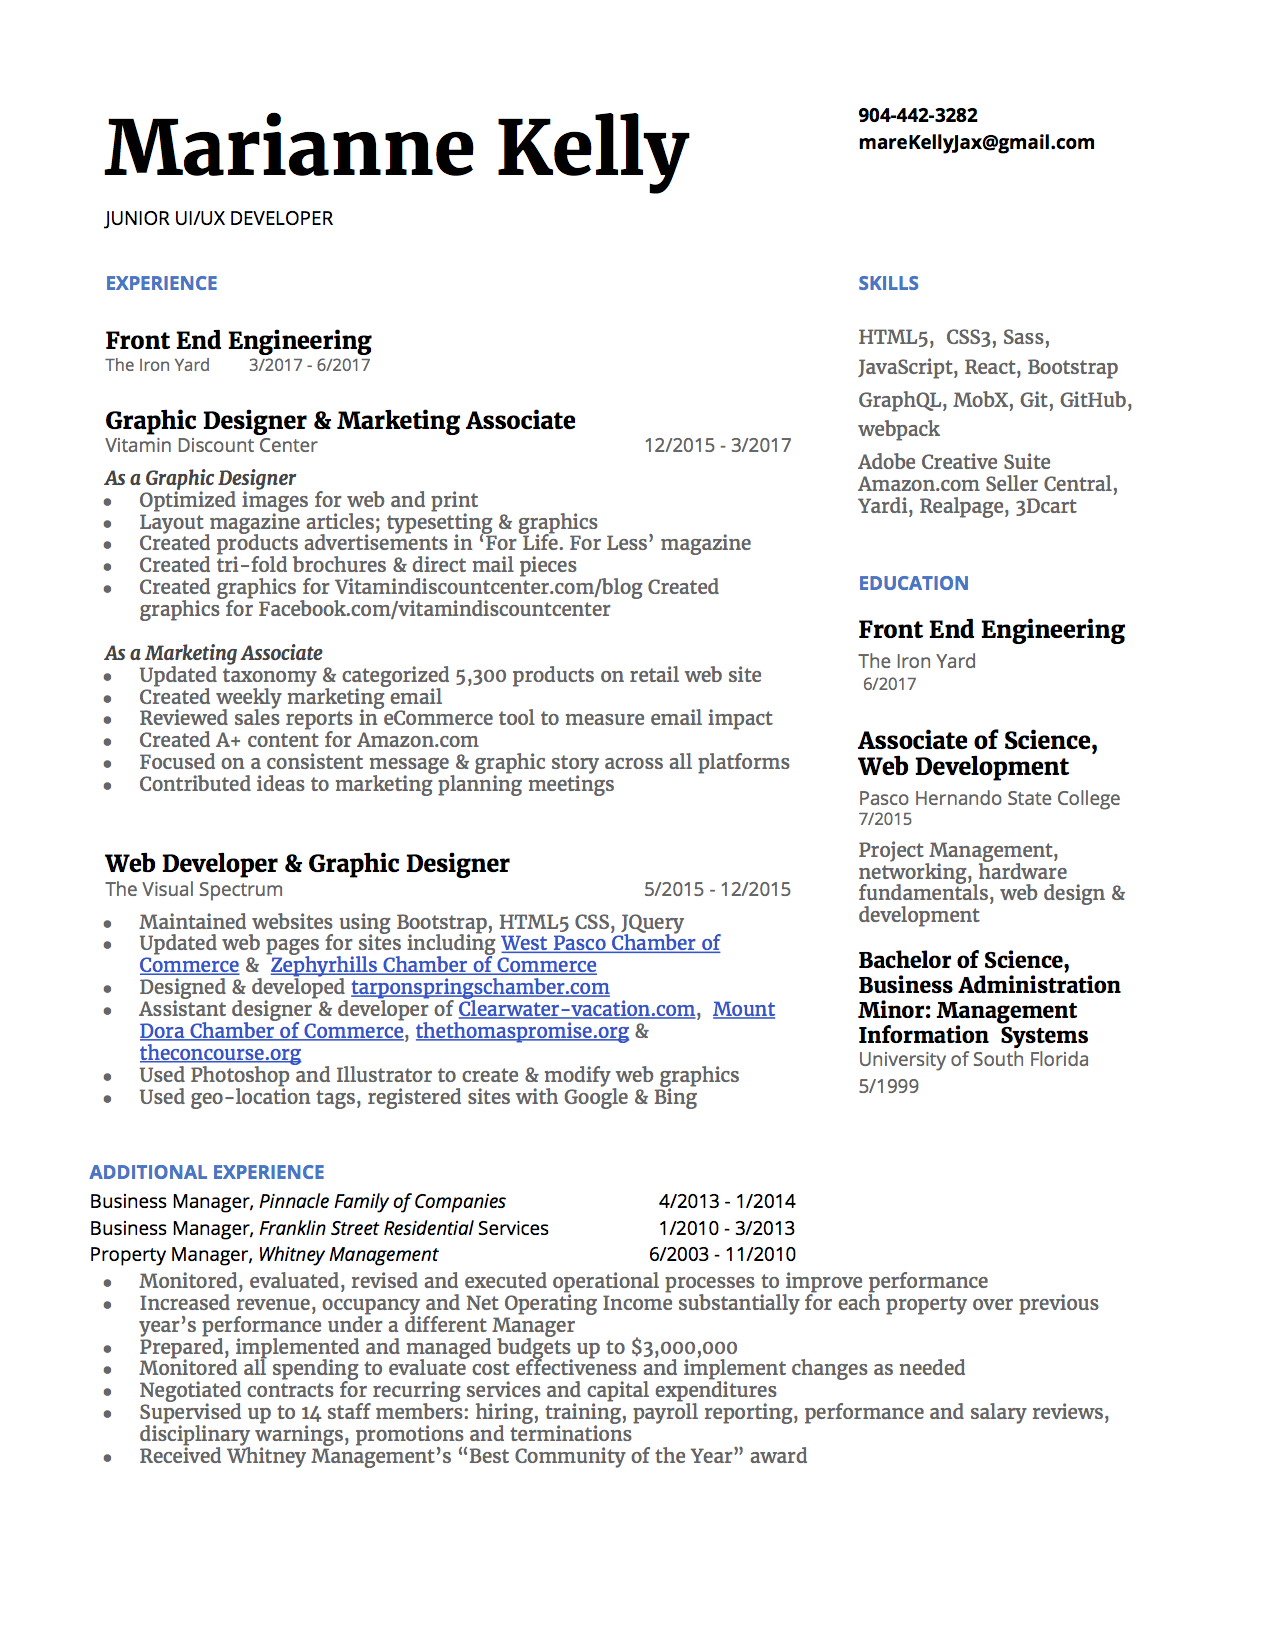 Marianne Kelly
JUNIOR UI/UX DEVELOPER
904-442-3282
mareKellyJax@gmail.com
EXPERIENCE
Front End Engineering
The Iron Yard 3/2017 - 6/2017
Graphic Designer & Marketing Associate
Vitamin Discount Center 12/2015 - 3/2017
As a Graphic Designer
● Optimized images for web and print
● Layout magazine articles; typesetting & graphics
● Created products advertisements in ‘For Life. For Less’ magazine
● Created tri-fold brochures & direct mail pieces
● Created graphics for Vitamindiscountcenter.com/blog Created
graphics for Facebook.com/vitamindiscountcenter
As a Marketing Associate
● Updated taxonomy & categorized 5,300 products on retail web site
● Created weekly marketing email
● Reviewed sales reports in eCommerce tool to measure email impact
● Created A+ content for Amazon.com
● Focused on a consistent message & graphic story across all platforms
● Contributed ideas to marketing planning meetings
Web Developer & Graphic Designer
The Visual Spectrum 5/2015 - 12/2015
● Maintained websites using Bootstrap, HTML5 CSS, JQuery
● Updated web pages for sites including West Pasco Chamber of
Commerce & Zephyrhills Chamber of Commerce
● Designed & developed tarponspringschamber.com
● Assistant designer & developer of Clearwater-vacation.com, Mount
Dora Chamber of Commerce, thethomaspromise.org &
theconcourse.org
● Used Photoshop and Illustrator to create & modify web graphics
● Used geo-location tags, registered sites with Google & Bing
SKILLS
HTML5, CSS3, Sass,
JavaScript, React, Bootstrap
GraphQL, MobX, Git, GitHub,
webpack
Adobe Creative Suite
Amazon.com Seller Central,
Yardi, Realpage, 3Dcart
EDUCATION
Front End Engineering
The Iron Yard
6/2017
Associate of Science,
Web Development
Pasco Hernando State College
7/2015
Project Management,
networking, hardware
fundamentals, web design &
development
Bachelor of Science,
Business Administration
Minor: Management
Information Systems
University of South Florida
5/1999
ADDITIONAL EXPERIENCE
Business Manager, Pinnacle Family of Companies 4/2013 - 1/2014
Business Manager, Franklin Street Residential Services 1/2010 - 3/2013
Property Manager, Whitney Management 6/2003 - 11/2010
● Monitored, evaluated, revised and executed operational processes to improve performance
● Increased revenue, occupancy and Net Operating Income substantially for each property over previous
year’s performance under a different Manager
● Prepared, implemented and managed budgets up to $3,000,000
● Monitored all spending to evaluate cost effectiveness and implement changes as needed
● Negotiated contracts for recurring services and capital expenditures
● Supervised up to 14 staff members: hiring, training, payroll reporting, performance and salary reviews,
disciplinary warnings, promotions and terminations
● Received Whitney Management’s “Best Community of the Year” award